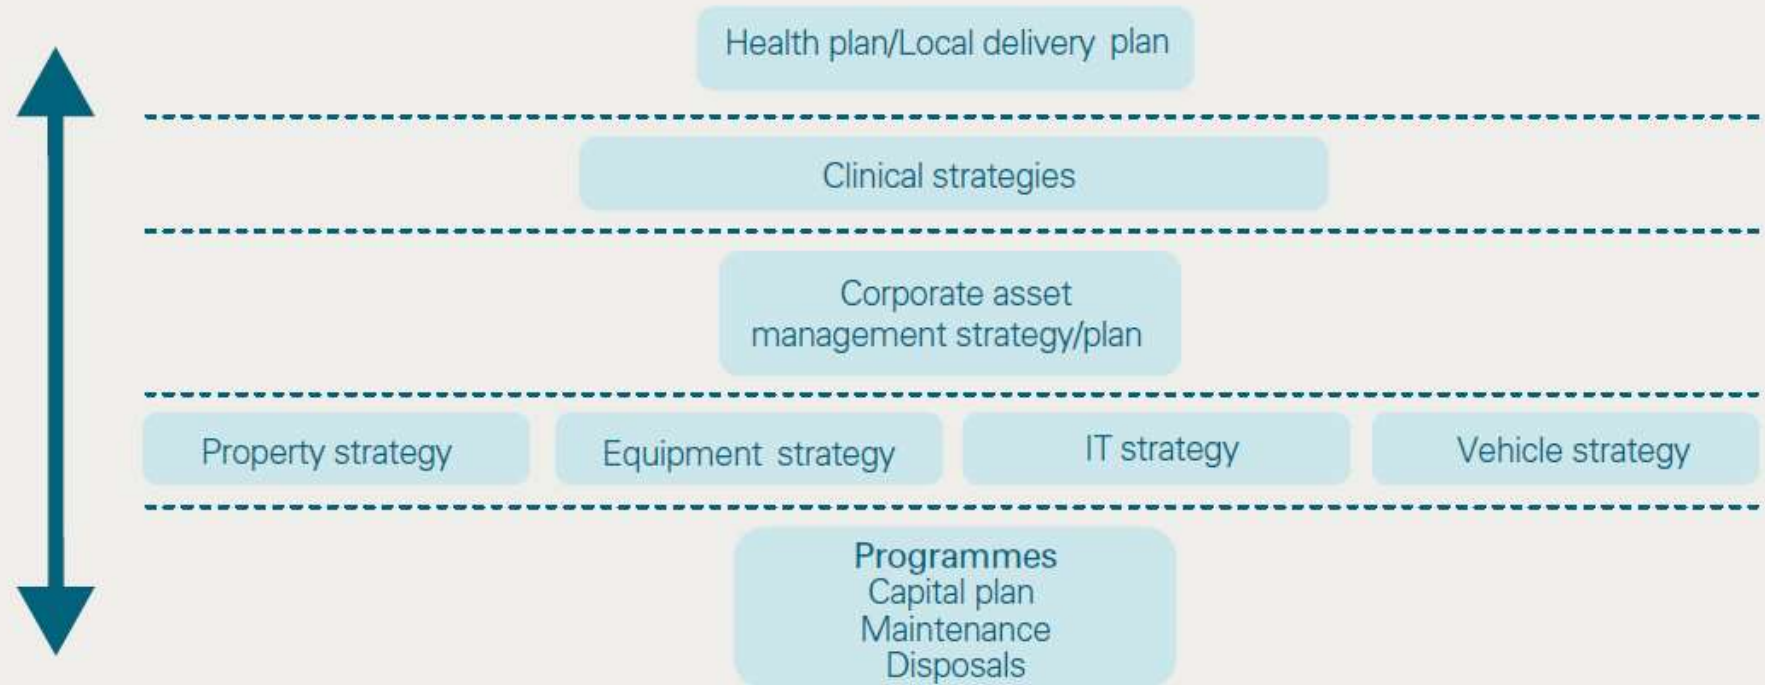 Health plan/Local delivery plan
Clinical strategies
Corporate asset
management strategy/plan
Property strategy
Equipment strategy
IT strategy
Vehicle strategy
Programmes
Capital plan
Maintenance
Disposals